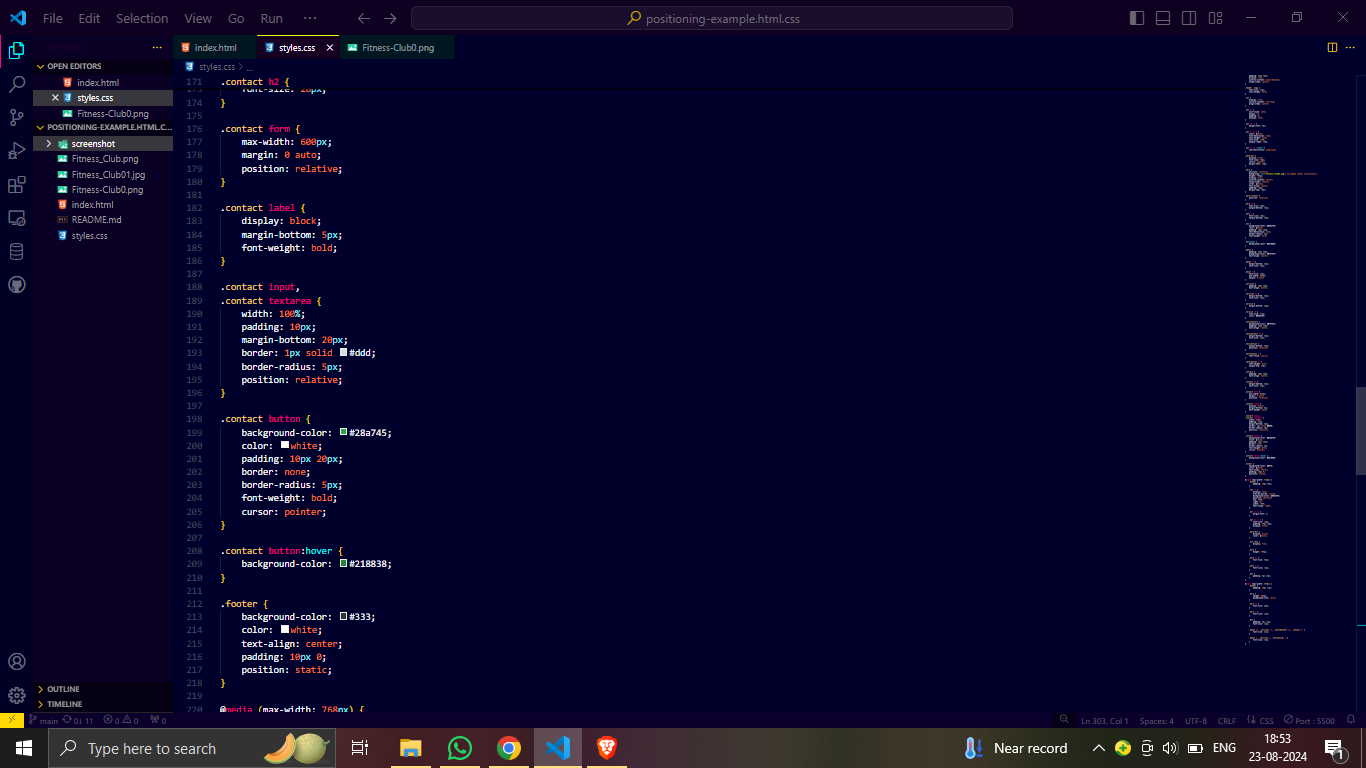 File Edit Selection View Go Run ···
positioning-example.html.css
index.html
styles.css
Fitness-Club0.png
OPEN EDITORS
index.html
styles.css
Fitness-Club0.png
POSITIONING-EXAMPLE.HTML.C...
screenshot
Fitness_Club.png
Fitness_Club01.jpg
Fitness-Club0.png
index.html
README.md
styles.css
OUTLINE
TIMELINE
styles.css > ...
171 .contact h2 {
173 font-size: 28px;
174 }
175
176 .contact form {
177 max-width: 600px;
178 margin: 0 auto;
179 position: relative;
180 }
181
182 .contact label {
183 display: block;
184 margin-bottom: 5px;
185 font-weight: bold;
186 }
187
188 .contact input,
189 .contact textarea {
190 width: 100%;
191 padding: 10px;
192 margin-bottom: 20px;
193 border: 1px solid #ddd;
194 border-radius: 5px;
195 position: relative;
196 }
197
198 .contact button {
199 background-color: #28a745;
200 color: white;
201 padding: 10px 20px;
202 border: none;
203 border-radius: 5px;
204 font-weight: bold;
205 cursor: pointer;
206 }
207
208 .contact button:hover {
209 background-color: #218838;
210 }
211
212 .footer {
213 background-color: #333;
214 color: white;
215 text-align: center;
216 padding: 10px 0;
217 position: static;
218 }
219
220 @media (max-width: 768px) {
main 0↓ 1↑ 0 0 0
Ln 303, Col 1 Spaces: 4 UTF-8 CRLF CSS Port : 5500
Type here to search
Near record
ENG
18:53
23-08-2024
1